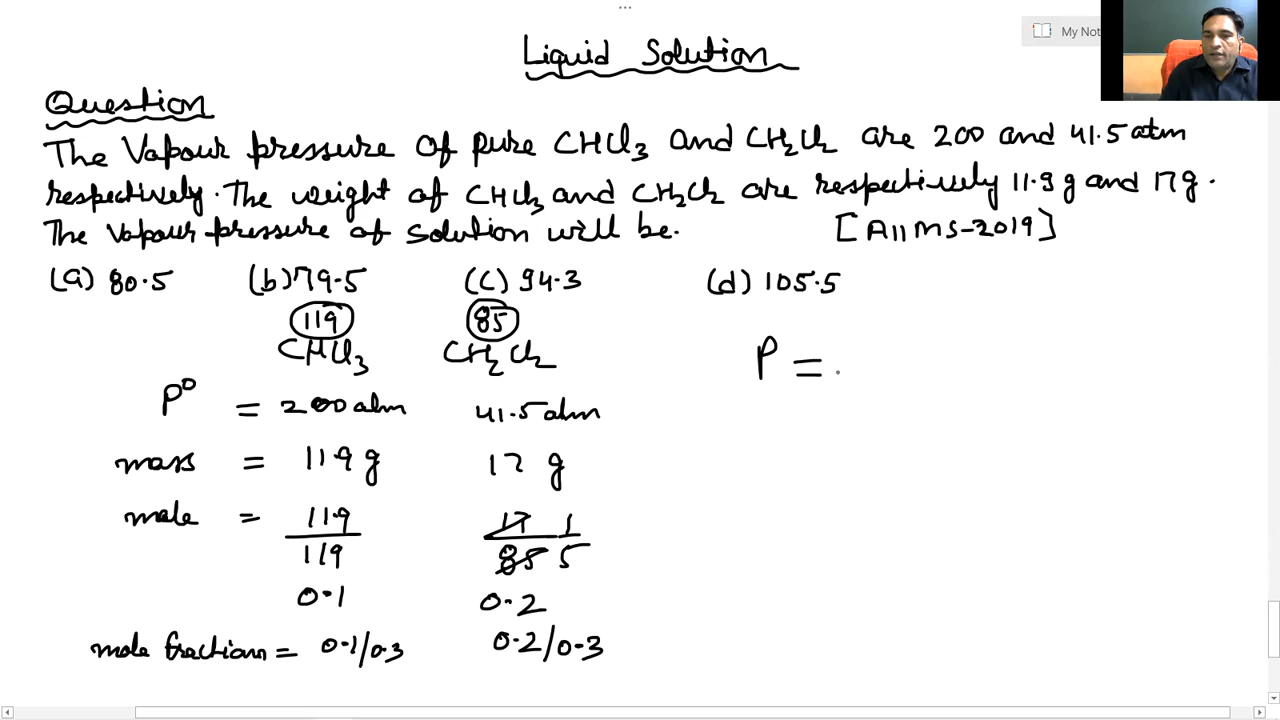 My Not
Liquid Solution
Question
The Vapour pressure of pure CHCl3 and CH2Cl2 are 200 and 41.5 atm
respectively. The weight of CHCl3 and CH2Cl2 are respectively 11.9 g and 17 g.
The Vapour pressure of solution will be. [AIIMS-2019]
(a) 80.5 (b) 79.5 (C) 94.3 (d) 105.5
119 85
CHCl3 CH2Cl2
P =
P° = 200 atm 41.5 atm
mass = 11.9 g 17 g
mole = 11.9/119 17/85 1/5
0.1 0.2
mole fraction = 0.1/0.3 0.2/0.3